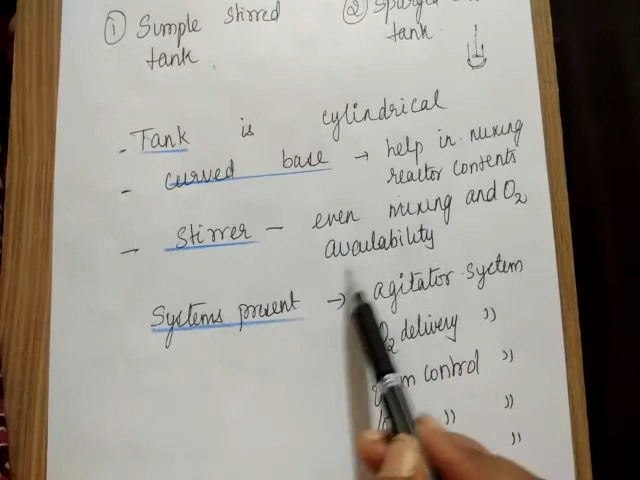 ① Simple stirred
tank.
② Sparged
tank
- Tank is cylindrical
- curved base → help in mixing
reactor contents
- Stirrer - even mixing and O2
availability
Systems present → agitator system
O2 delivery ,,
control ,,
,,
,,